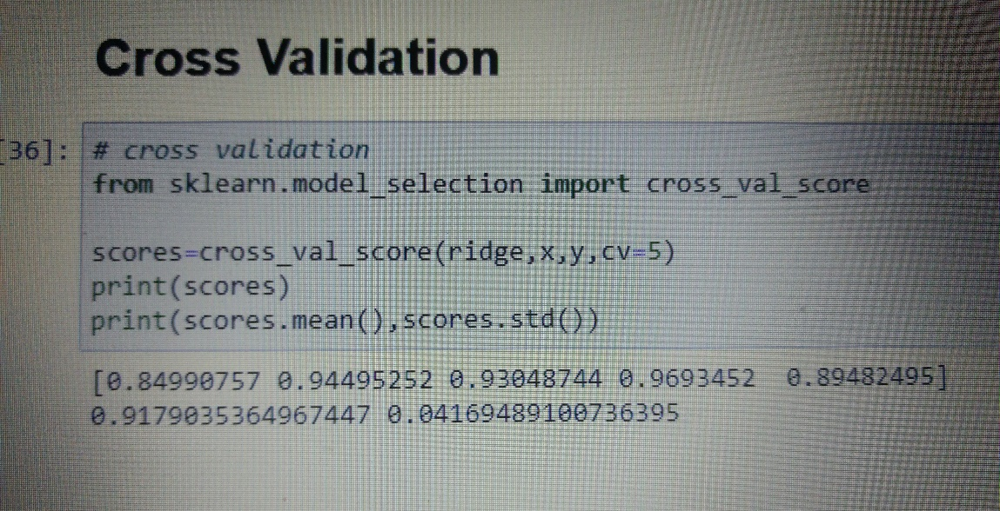 Cross Validation
[36]: # cross validation
from sklearn.model_selection import cross_val_score
scores=cross_val_score(ridge,x,y,cv=5)
print(scores)
print(scores.mean(),scores.std())
[0.84990757 0.94495252 0.93048744 0.9693452  0.89482495]
0.9179035364967447 0.04169489100736395